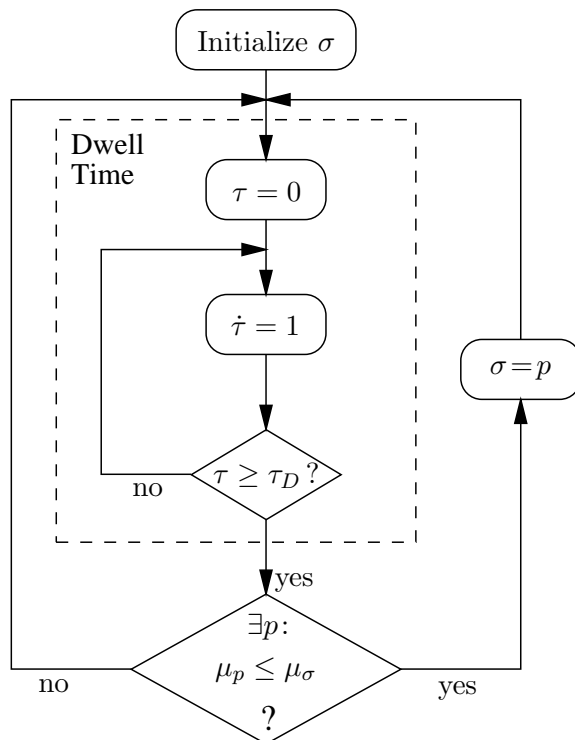 Initialize σ
Dwell
Time
τ = 0
τ̇ = 1
σ = p
τ ≥ τ_D ?
no
yes
∃p:
μ_p ≤ μ_σ
?
no
yes